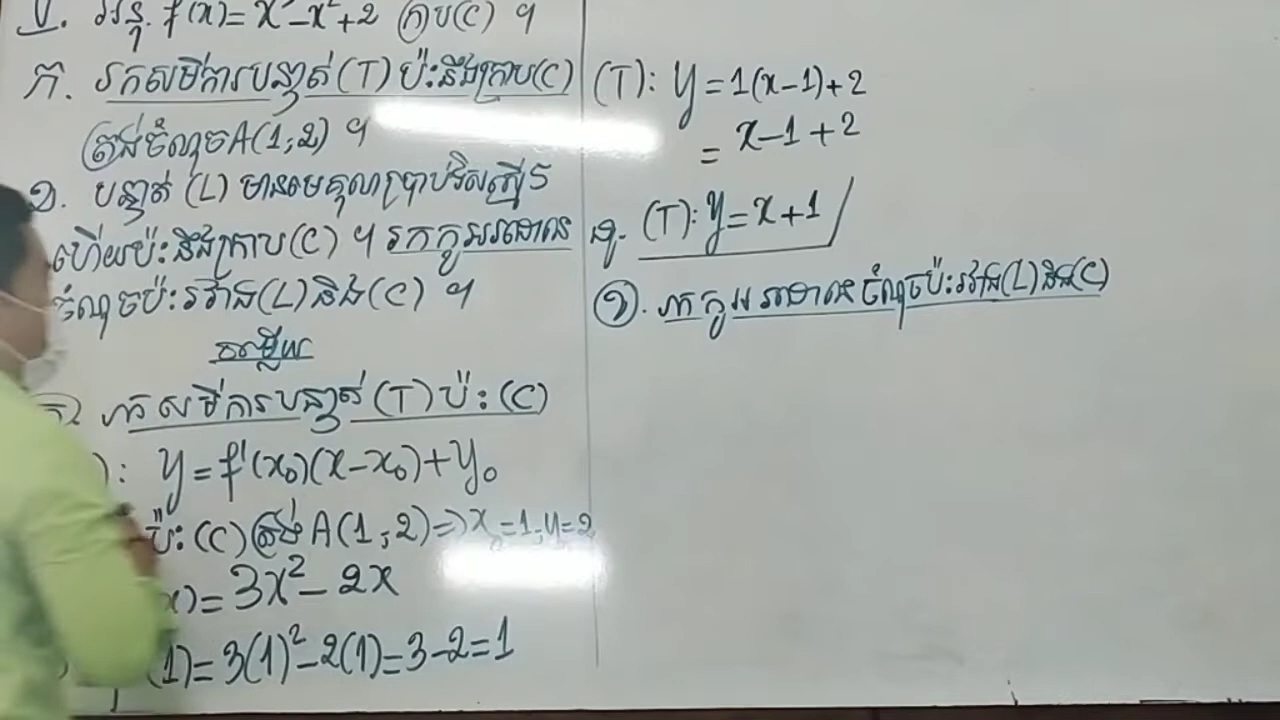 អនុ. f(x) = x³ – x² + 2 ក្រាប(C) ។
ក. រកសមីការបន្ទាត់ (T) ប៉ះនឹងក្រាប(C)
ត្រង់ចំណុច A(1;2) ។
ខ. បន្ទាត់ (L) មានមេគុណប្រាប់ទិសស្មើ 5
ហើយប៉ះនឹងក្រាប(C) ។ រកកូអរដោនេ
ចំណុចប៉ះរវាង(L) និង(C) ។
ចម្លើយ
រកសមីការបន្ទាត់ (T) ប៉ះ (C)
): y = f'(x₀)(x – x₀) + y₀
ប៉ះ (C) ត្រង់ A(1;2) => x₀ = 1; y₀ = 2
x) = 3x² – 2x
(1) = 3(1)² – 2(1) = 3 – 2 = 1
(T): y = 1(x – 1) + 2
= x – 1 + 2
ដូ. (T): y = x + 1
ខ. រកកូអរដោនេចំណុចប៉ះរវាង(L) និង(C)